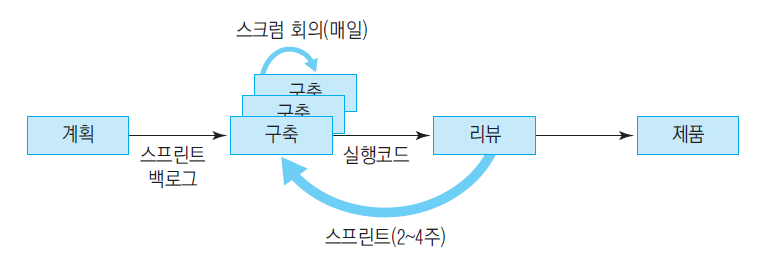 스크럼 회의(매일)
구축
구축
계획
구축
리뷰
제품
스프린트
백로그
실행코드
스프린트(2~4주)